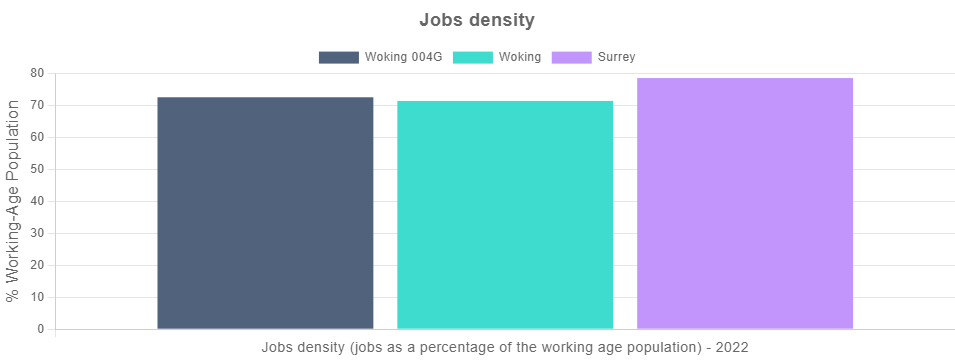 Jobs density
Woking 004G Woking Surrey
% Working-Age Population
80
70
60
50
40
30
20
10
0
Jobs density (jobs as a percentage of the working age population) - 2022